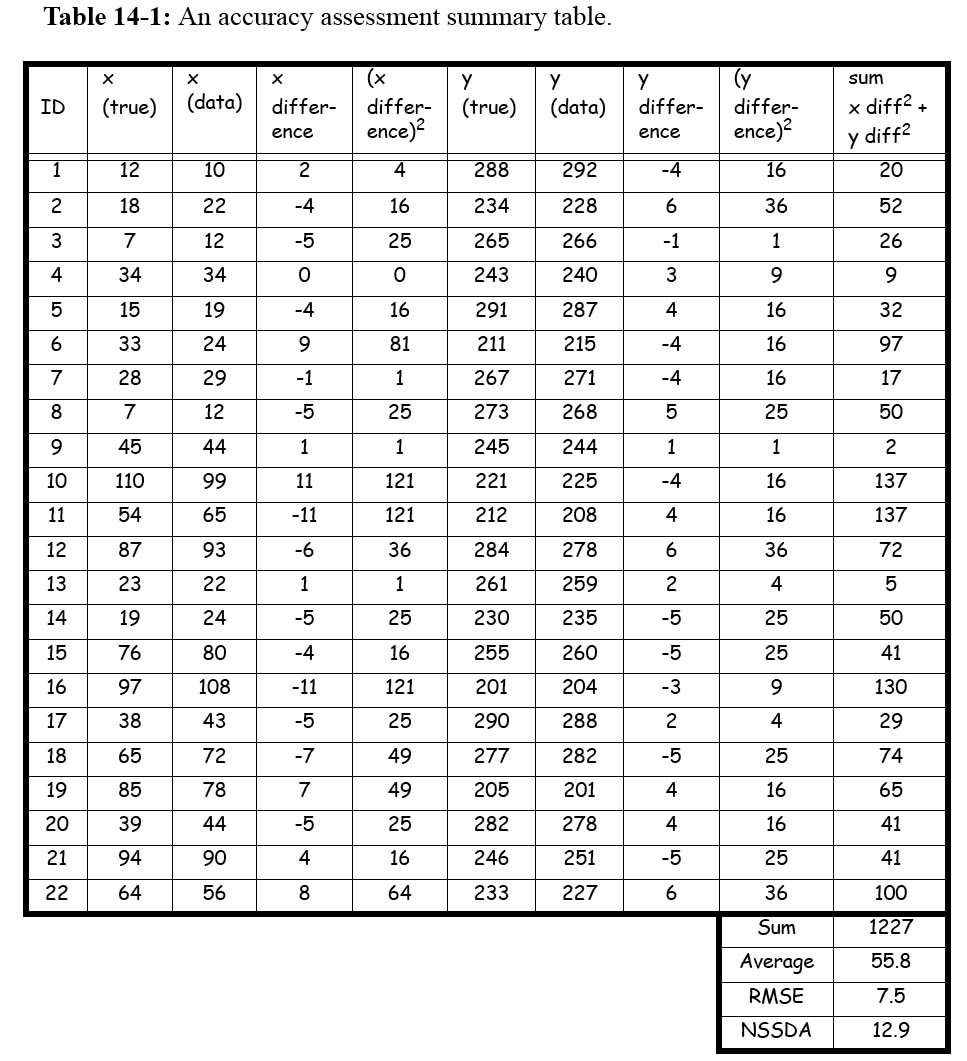 Table 14-1: An accuracy assessment summary table.
ID x (true) x (data) x differ-ence (x differ-ence)² y (true) y (data) y differ-ence (y differ-ence)² sum x diff² + y diff²
1 12 10 2 4 288 292 -4 16 20
2 18 22 -4 16 234 228 6 36 52
3 7 12 -5 25 265 266 -1 1 26
4 34 34 0 0 243 240 3 9 9
5 15 19 -4 16 291 287 4 16 32
6 33 24 9 81 211 215 -4 16 97
7 28 29 -1 1 267 271 -4 16 17
8 7 12 -5 25 273 268 5 25 50
9 45 44 1 1 245 244 1 1 2
10 110 99 11 121 221 225 -4 16 137
11 54 65 -11 121 212 208 4 16 137
12 87 93 -6 36 284 278 6 36 72
13 23 22 1 1 261 259 2 4 5
14 19 24 -5 25 230 235 -5 25 50
15 76 80 -4 16 255 260 -5 25 41
16 97 108 -11 121 201 204 -3 9 130
17 38 43 -5 25 290 288 2 4 29
18 65 72 -7 49 277 282 -5 25 74
19 85 78 7 49 205 201 4 16 65
20 39 44 -5 25 282 278 4 16 41
21 94 90 4 16 246 251 -5 25 41
22 64 56 8 64 233 227 6 36 100
Sum 1227
Average 55.8
RMSE 7.5
NSSDA 12.9